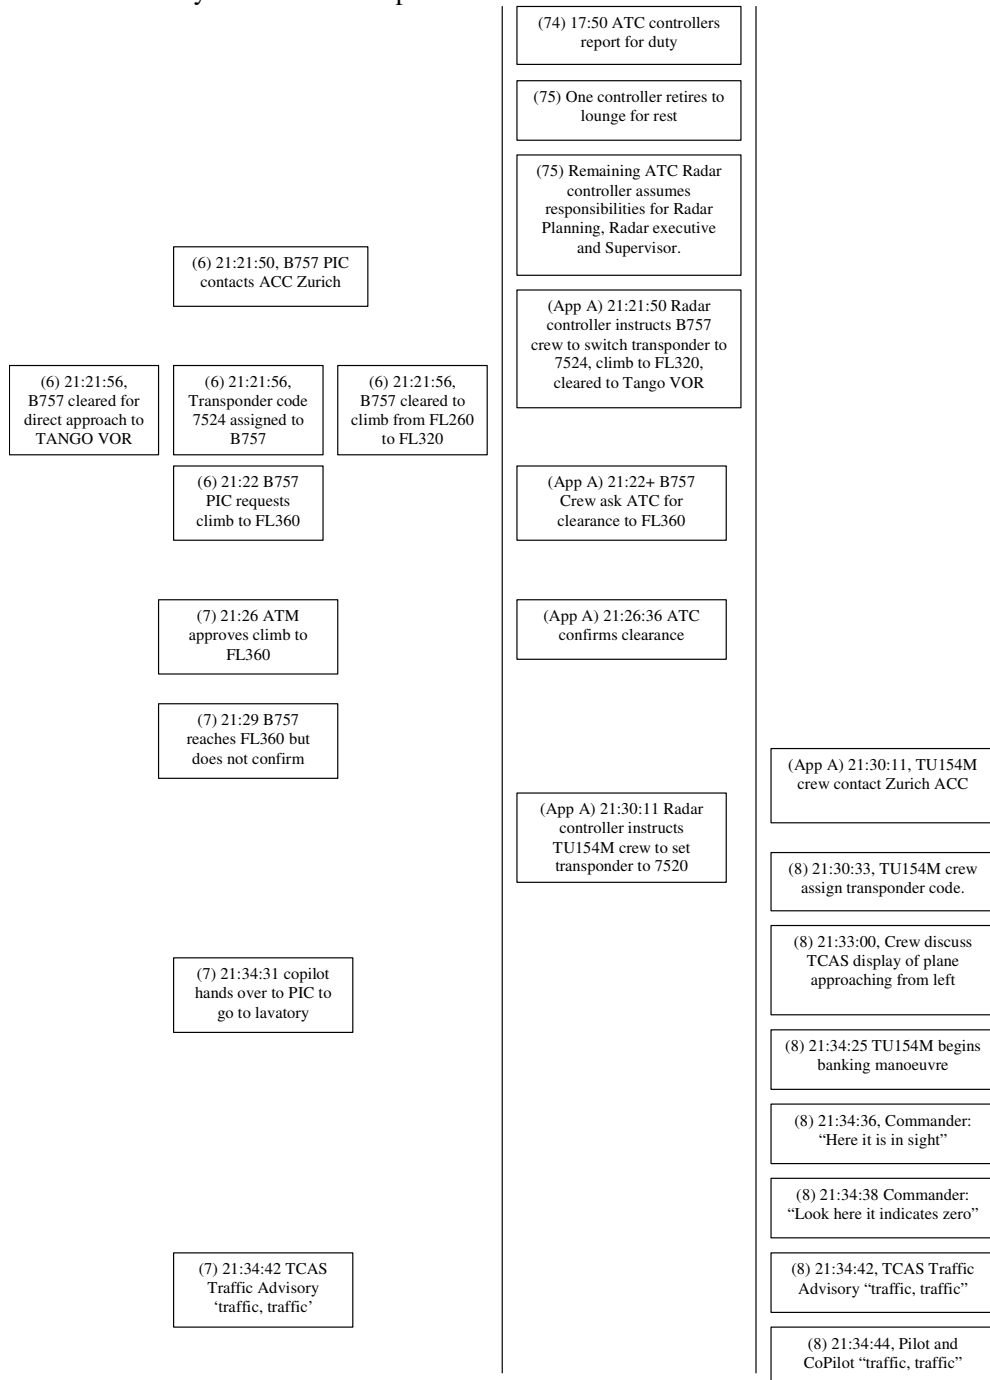 (74) 17:50 ATC controllers
report for duty
(75) One controller retires to
lounge for rest
(75) Remaining ATC Radar
controller assumes
responsibilities for Radar
Planning, Radar executive
and Supervisor.
(6) 21:21:50, B757 PIC
contacts ACC Zurich
(App A) 21:21:50 Radar
controller instructs B757
crew to switch transponder to
7524, climb to FL320,
cleared to Tango VOR
(6) 21:21:56,
B757 cleared for
direct approach to
TANGO VOR
(6) 21:21:56,
Transponder code
7524 assigned to
B757
(6) 21:21:56,
B757 cleared to
climb from FL260
to FL320
(6) 21:22 B757
PIC requests
climb to FL360
(App A) 21:22+ B757
Crew ask ATC for
clearance to FL360
(7) 21:26 ATM
approves climb to
FL360
(App A) 21:26:36 ATC
confirms clearance
(7) 21:29 B757
reaches FL360 but
does not confirm
(App A) 21:30:11, TU154M
crew contact Zurich ACC
(App A) 21:30:11 Radar
controller instructs
TU154M crew to set
transponder to 7520
(8) 21:30:33, TU154M crew
assign transponder code.
(8) 21:33:00, Crew discuss
TCAS display of plane
approaching from left
(7) 21:34:31 copilot
hands over to PIC to
go to lavatory
(8) 21:34:25 TU154M begins
banking manoeuvre
(8) 21:34:36, Commander:
“Here it is in sight”
(8) 21:34:38 Commander:
“Look here it indicates zero”
(7) 21:34:42 TCAS
Traffic Advisory
‘traffic, traffic’
(8) 21:34:42, TCAS Traffic
Advisory “traffic, traffic”
(8) 21:34:44, Pilot and
CoPilot “traffic, traffic”